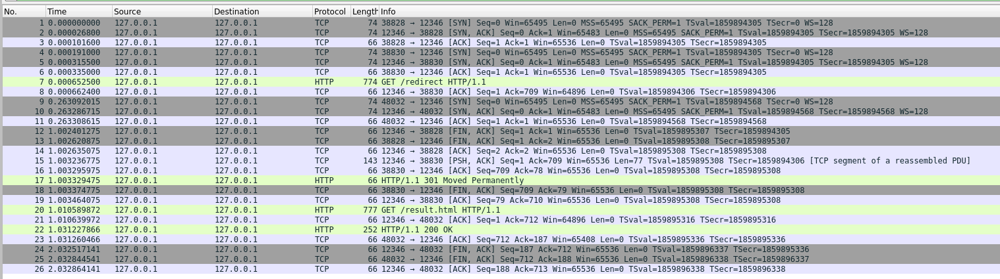 No. Time Source Destination Protocol Length Info
1 0.000000000 127.0.0.1 127.0.0.1 TCP 74 38828 → 12346 [SYN] Seq=0 Win=65495 Len=0 MSS=65495 SACK_PERM=1 TSval=1859894305 TSecr=0 WS=128
2 0.000026800 127.0.0.1 127.0.0.1 TCP 74 12346 → 38828 [SYN, ACK] Seq=0 Ack=1 Win=65483 Len=0 MSS=65495 SACK_PERM=1 TSval=1859894305 TSecr=1859894305 WS=128
3 0.000101600 127.0.0.1 127.0.0.1 TCP 66 38828 → 12346 [ACK] Seq=1 Ack=1 Win=65536 Len=0 TSval=1859894305 TSecr=1859894305
4 0.000191000 127.0.0.1 127.0.0.1 TCP 74 38830 → 12346 [SYN] Seq=0 Win=65495 Len=0 MSS=65495 SACK_PERM=1 TSval=1859894305 TSecr=0 WS=128
5 0.000315500 127.0.0.1 127.0.0.1 TCP 74 12346 → 38830 [SYN, ACK] Seq=0 Ack=1 Win=65483 Len=0 MSS=65495 SACK_PERM=1 TSval=1859894305 TSecr=1859894305 WS=128
6 0.000335000 127.0.0.1 127.0.0.1 TCP 66 38830 → 12346 [ACK] Seq=1 Ack=1 Win=65536 Len=0 TSval=1859894305 TSecr=1859894305
7 0.000652500 127.0.0.1 127.0.0.1 HTTP 774 GET /redirect HTTP/1.1
8 0.000662400 127.0.0.1 127.0.0.1 TCP 66 12346 → 38830 [ACK] Seq=1 Ack=709 Win=64896 Len=0 TSval=1859894306 TSecr=1859894306
9 0.263092015 127.0.0.1 127.0.0.1 TCP 74 48032 → 12346 [SYN] Seq=0 Win=65495 Len=0 MSS=65495 SACK_PERM=1 TSval=1859894568 TSecr=0 WS=128
10 0.263286715 127.0.0.1 127.0.0.1 TCP 74 12346 → 48032 [SYN, ACK] Seq=0 Ack=1 Win=65483 Len=0 MSS=65495 SACK_PERM=1 TSval=1859894568 TSecr=1859894568 WS=128
11 0.263308615 127.0.0.1 127.0.0.1 TCP 66 48032 → 12346 [ACK] Seq=1 Ack=1 Win=65536 Len=0 TSval=1859894568 TSecr=1859894568
12 1.002401275 127.0.0.1 127.0.0.1 TCP 66 12346 → 38828 [FIN, ACK] Seq=1 Ack=1 Win=65536 Len=0 TSval=1859895307 TSecr=1859894305
13 1.002620875 127.0.0.1 127.0.0.1 TCP 66 38828 → 12346 [FIN, ACK] Seq=1 Ack=2 Win=65536 Len=0 TSval=1859895308 TSecr=1859895307
14 1.002635075 127.0.0.1 127.0.0.1 TCP 66 12346 → 38828 [ACK] Seq=2 Ack=2 Win=65536 Len=0 TSval=1859895308 TSecr=1859895308
15 1.003236775 127.0.0.1 127.0.0.1 TCP 143 12346 → 38830 [PSH, ACK] Seq=1 Ack=709 Win=65536 Len=77 TSval=1859895308 TSecr=1859894306 [TCP segment of a reassembled PDU]
16 1.003295975 127.0.0.1 127.0.0.1 TCP 66 38830 → 12346 [ACK] Seq=709 Ack=78 Win=65536 Len=0 TSval=1859895308 TSecr=1859895308
17 1.003329475 127.0.0.1 127.0.0.1 HTTP 66 HTTP/1.1 301 Moved Permanently
18 1.003374775 127.0.0.1 127.0.0.1 TCP 66 38830 → 12346 [FIN, ACK] Seq=709 Ack=79 Win=65536 Len=0 TSval=1859895308 TSecr=1859895308
19 1.003464075 127.0.0.1 127.0.0.1 TCP 66 12346 → 38830 [ACK] Seq=79 Ack=710 Win=65536 Len=0 TSval=1859895308 TSecr=1859895308
20 1.010589872 127.0.0.1 127.0.0.1 HTTP 777 GET /result.html HTTP/1.1
21 1.010639972 127.0.0.1 127.0.0.1 TCP 66 12346 → 48032 [ACK] Seq=1 Ack=712 Win=64896 Len=0 TSval=1859895316 TSecr=1859895316
22 1.031227866 127.0.0.1 127.0.0.1 HTTP 252 HTTP/1.1 200 OK
23 1.031260466 127.0.0.1 127.0.0.1 TCP 66 48032 → 12346 [ACK] Seq=712 Ack=187 Win=65408 Len=0 TSval=1859895336 TSecr=1859895336
24 2.032517141 127.0.0.1 127.0.0.1 TCP 66 12346 → 48032 [FIN, ACK] Seq=187 Ack=712 Win=65536 Len=0 TSval=1859896337 TSecr=1859895336
25 2.032844541 127.0.0.1 127.0.0.1 TCP 66 48032 → 12346 [FIN, ACK] Seq=712 Ack=188 Win=65536 Len=0 TSval=1859896338 TSecr=1859896337
26 2.032864141 127.0.0.1 127.0.0.1 TCP 66 12346 → 48032 [ACK] Seq=188 Ack=713 Win=65536 Len=0 TSval=1859896338 TSecr=1859896338